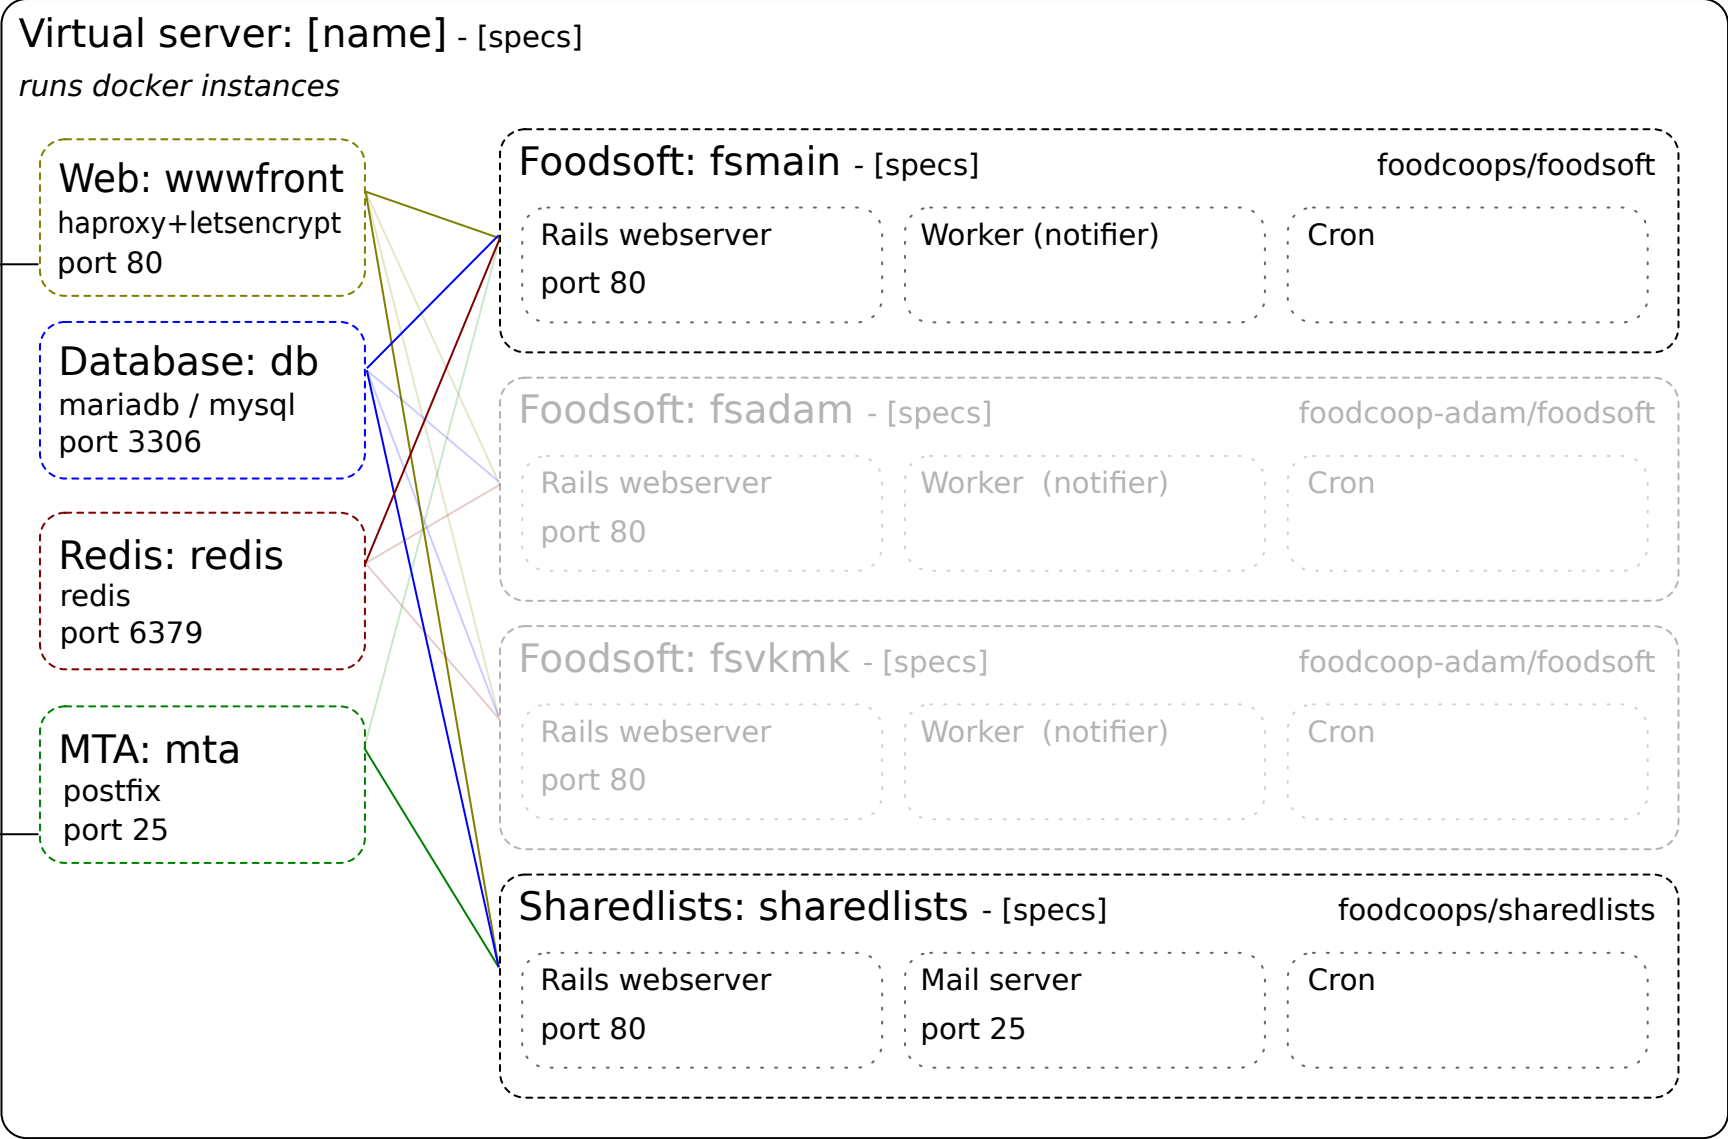 Virtual server: [name] - [specs]
runs docker instances
Web: wwwfront
haproxy+letsencrypt
port 80
Database: db
mariadb / mysql
port 3306
Redis: redis
redis
port 6379
MTA: mta
postfix
port 25
Foodsoft: fsmain - [specs] foodcoops/foodsoft
Rails webserver
port 80
Worker (notifier)
Cron
Foodsoft: fsadam - [specs] foodcoop-adam/foodsoft
Rails webserver
port 80
Worker  (notifier)
Cron
Foodsoft: fsvkmk - [specs] foodcoop-adam/foodsoft
Rails webserver
port 80
Worker  (notifier)
Cron
Sharedlists: sharedlists - [specs] foodcoops/sharedlists
Rails webserver
port 80
Mail server
port 25
Cron